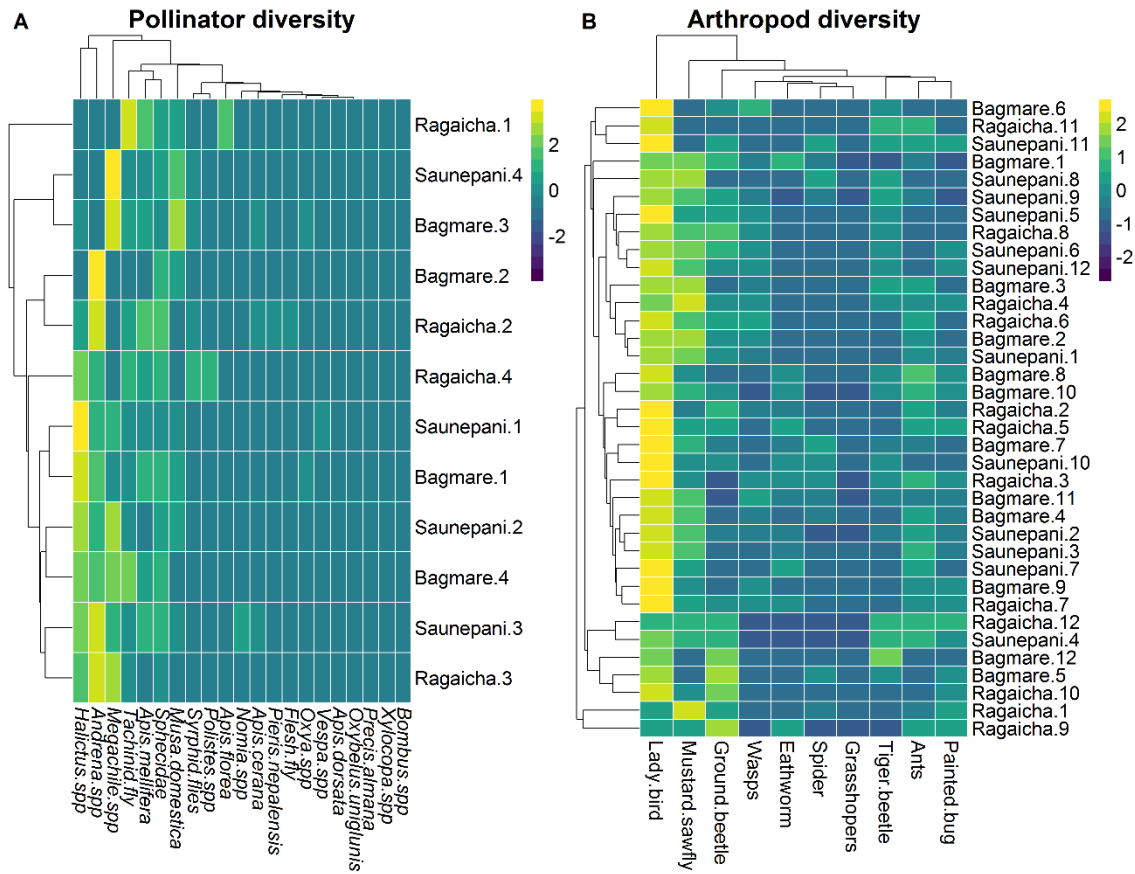 A
Pollinator diversity
Ragaicha.1
Saunepani.4
Bagmare.3
Bagmare.2
Ragaicha.2
Ragaicha.4
Saunepani.1
Bagmare.1
Saunepani.2
Bagmare.4
Saunepani.3
Ragaicha.3
2
0
-2
Halictus.spp
Andrena.spp
Megachile.spp
Tachinid.fly
Apis.mellifera
Sphecidae
Musa.domestica
Syrphid.flies
Polistes.spp
Apis.florea
Nomia.spp
Apis.cerana
Pieris.nepalensis
Flesh.fly
Oxya.spp
Vespa.spp
Apis.dorsata
Oxybelus.uniglunis
Precis.almana
Xylocopa.spp
Bombus.spp
B
Arthropod diversity
Bagmare.6
Ragaicha.11
Saunepani.11
Bagmare.1
Saunepani.8
Saunepani.9
Saunepani.5
Ragaicha.8
Saunepani.6
Saunepani.12
Bagmare.3
Ragaicha.4
Ragaicha.6
Bagmare.2
Saunepani.1
Bagmare.8
Bagmare.10
Ragaicha.2
Ragaicha.5
Bagmare.7
Saunepani.10
Ragaicha.3
Bagmare.11
Bagmare.4
Saunepani.2
Saunepani.3
Saunepani.7
Bagmare.9
Ragaicha.7
Ragaicha.12
Saunepani.4
Bagmare.12
Bagmare.5
Ragaicha.10
Ragaicha.1
Ragaicha.9
2
1
0
-1
-2
Lady.bird
Mustard.sawfly
Ground.beetle
Wasps
Eathworm
Spider
Grasshopers
Tiger.beetle
Ants
Painted.bug